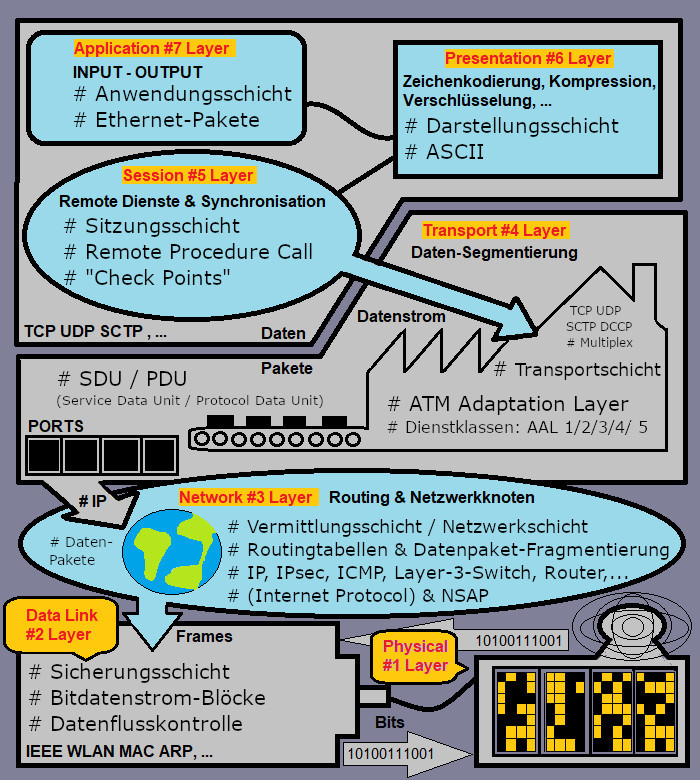 Application #7 Layer
INPUT - OUTPUT
# Anwendungsschicht
# Ethernet-Pakete
Presentation #6 Layer
Zeichenkodierung, Kompression,
Verschlüsselung, ...
# Darstellungsschicht
# ASCII
Session #5 Layer
Remote Dienste & Synchronisation
# Sitzungsschicht
# Remote Procedure Call
# "Check Points"
TCP UDP SCTP , ...
Daten
Transport #4 Layer
Daten-Segmentierung
Datenstrom
TCP UDP
SCTP DCCP
# Multiplex
# Transportschicht
# ATM Adaptation Layer
# Dienstklassen: AAL 1/2/3/4/ 5
Pakete
# SDU / PDU
(Service Data Unit / Protocol Data Unit)
PORTS
# IP
Network #3 Layer
Routing & Netzwerkknoten
# Daten-
Pakete
# Vermittlungsschicht / Netzwerkschicht
# Routingtabellen & Datenpaket-Fragmentierung
# IP, IPsec, ICMP, Layer-3-Switch, Router,...
# (Internet Protocol) & NSAP
Data Link
#2 Layer
Frames
# Sicherungsschicht
# Bitdatenstrom-Blöcke
# Datenflusskontrolle
IEEE WLAN MAC ARP, ...
10100111001
Physical
#1 Layer
Bits
10100111001